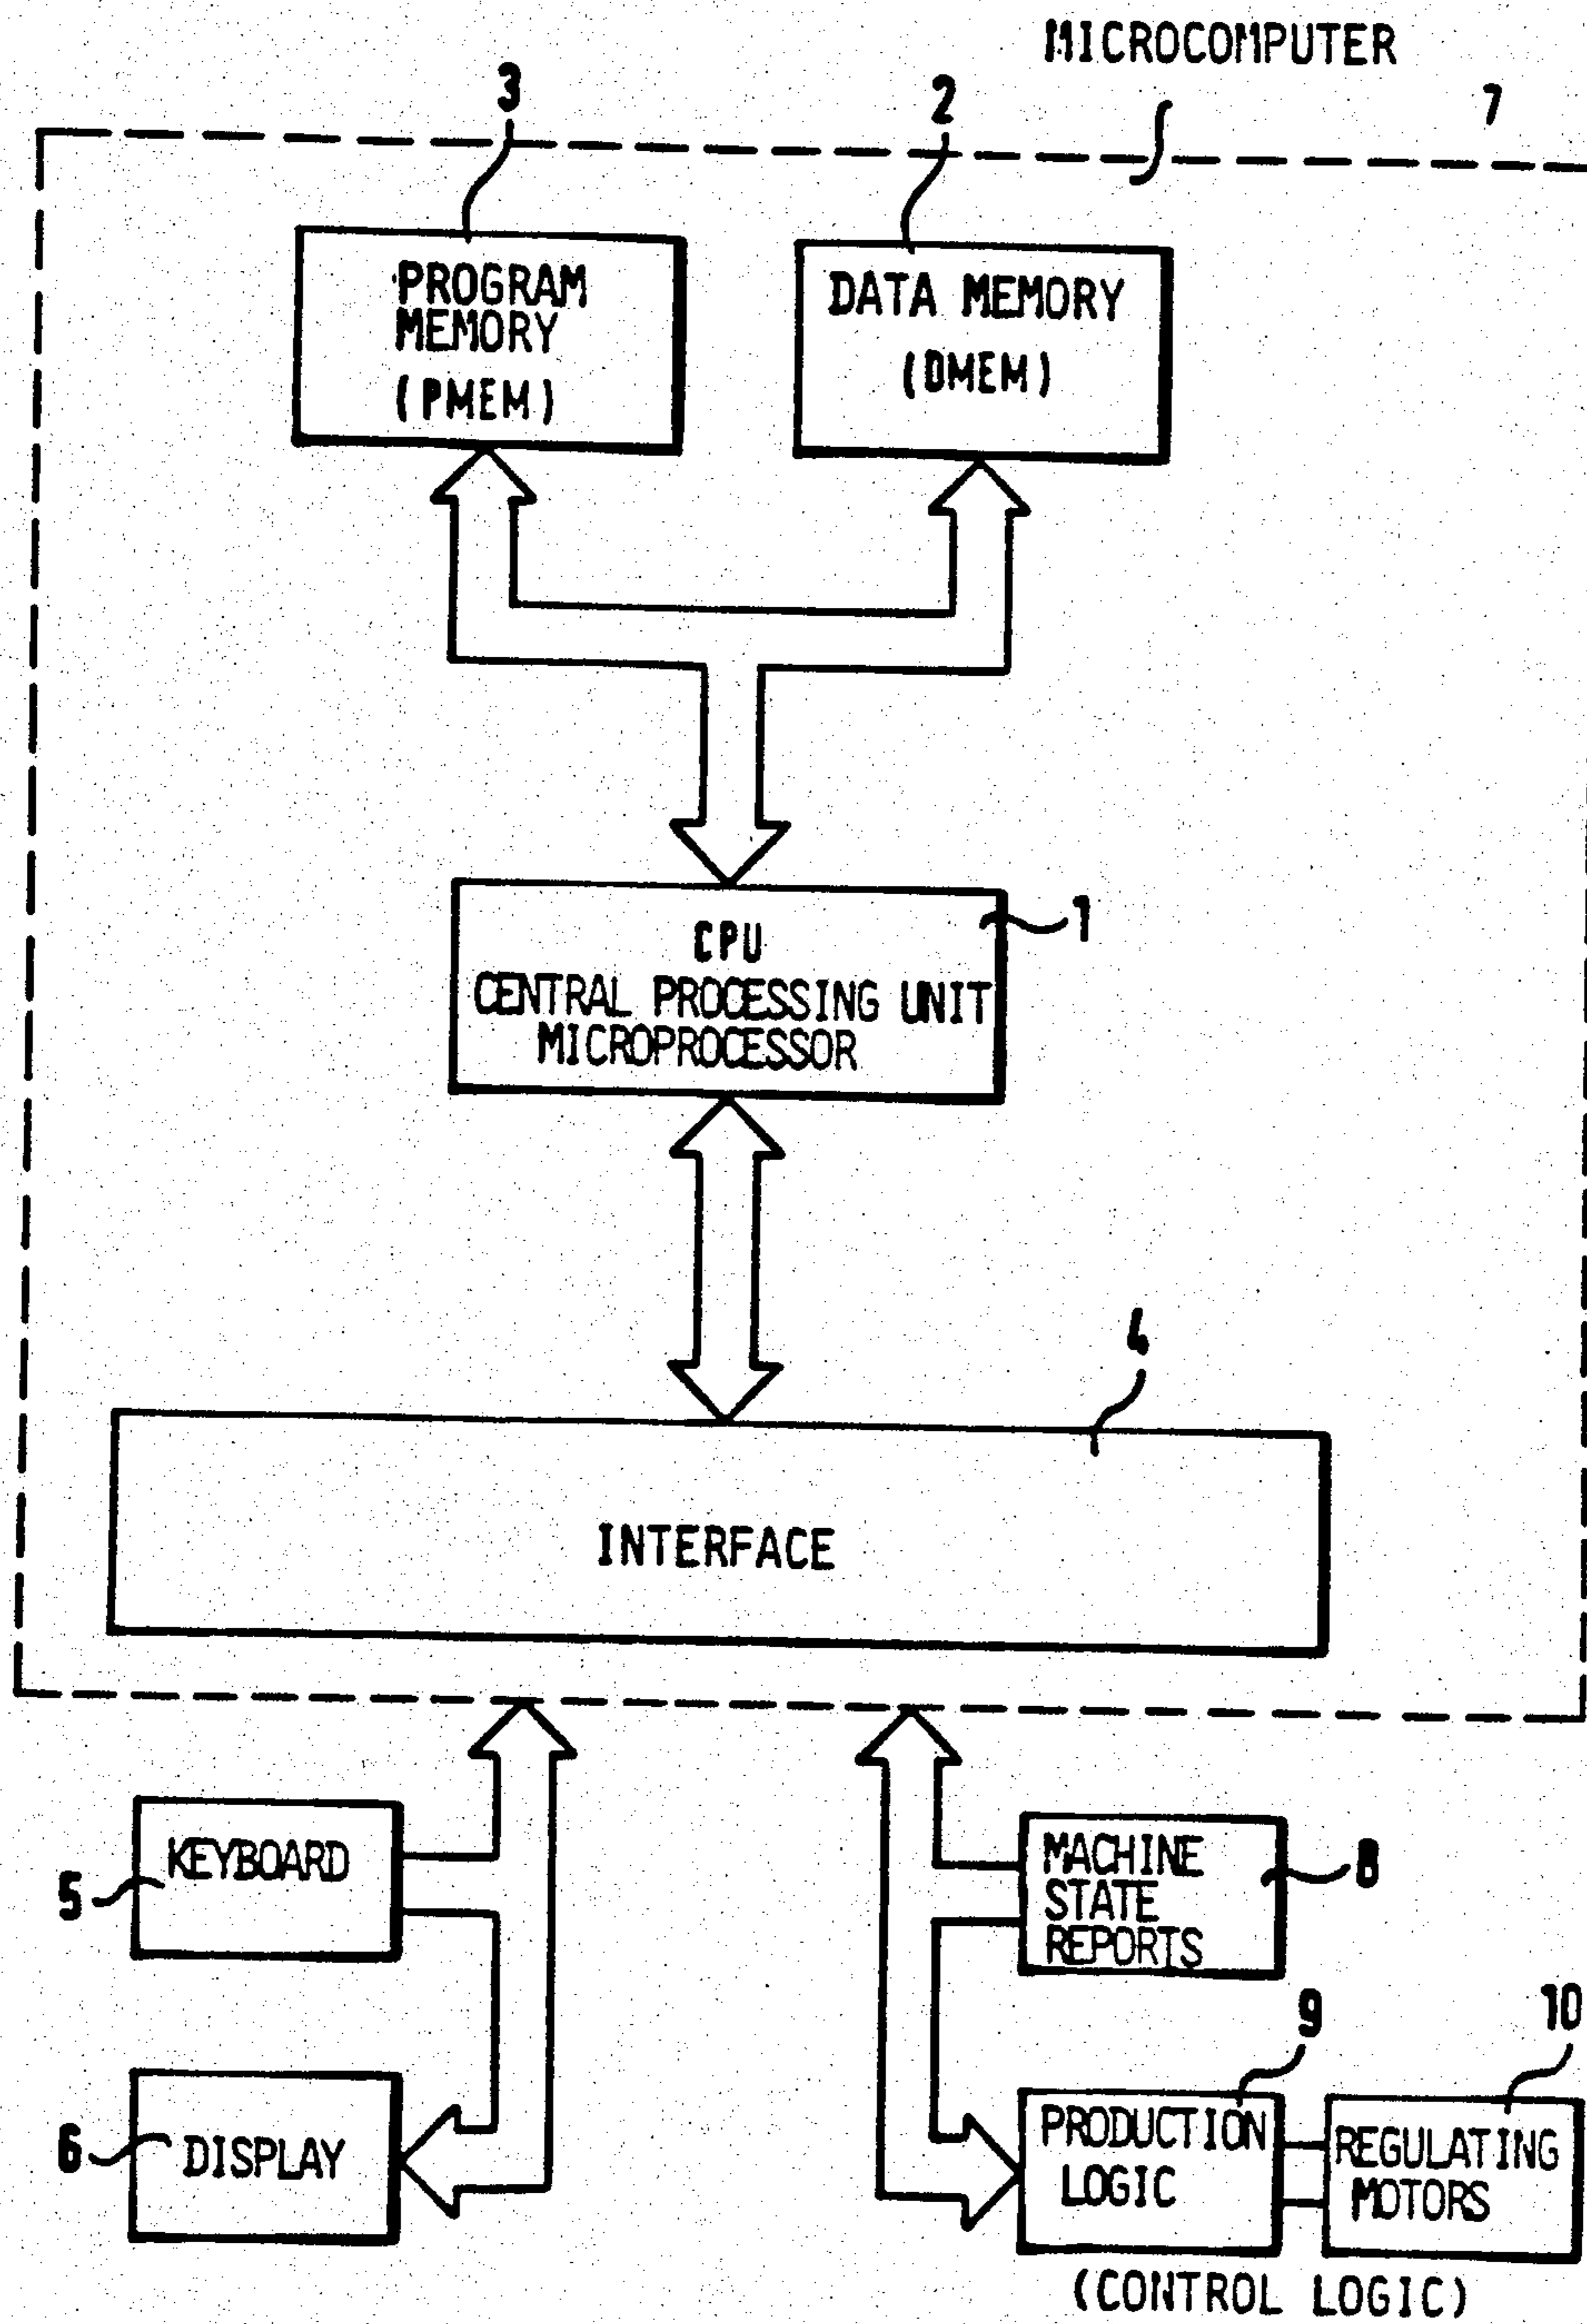 MICROCOMPUTER
3
2
7
PROGRAM
MEMORY
(PMEM)
DATA MEMORY
(DMEM)
1
CPU
CENTRAL PROCESSING UNIT
MICROPROCESSOR
4
INTERFACE
5
KEYBOARD
MACHINE
STATE
REPORTS
8
9
10
6
DISPLAY
PRODUCTION
LOGIC
REGULATING
MOTORS
(CONTROL LOGIC)